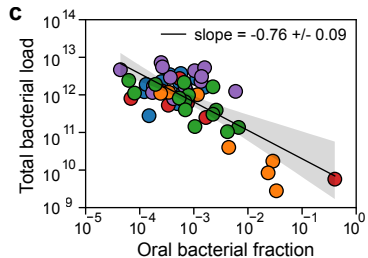 c
10^14
10^13
10^12
10^11
10^10
10^9
Total bacterial load
slope = -0.76 +/- 0.09
10^-5 10^-4 10^-3 10^-2 10^-1 10^0
Oral bacterial fraction